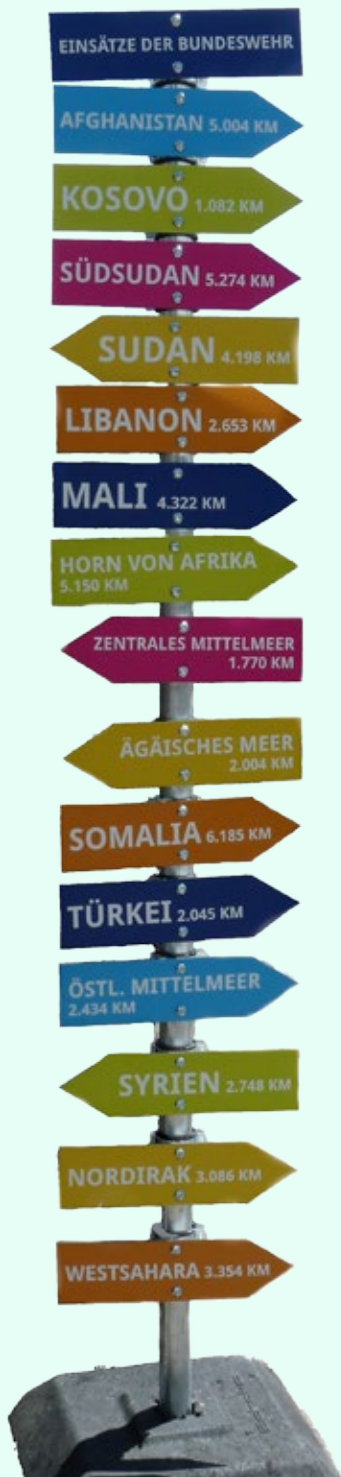 EINSÄTZE DER BUNDESWEHR
AFGHANISTAN 5.004 KM
KOSOVO 1.082 KM
SÜDSUDAN 5.274 KM
SUDAN 4.198 KM
LIBANON 2.653 KM
MALI 4.322 KM
HORN VON AFRIKA
5.150 KM
ZENTRALES MITTELMEER
1.770 KM
ÄGÄISCHES MEER
2.004 KM
SOMALIA 6.185 KM
TÜRKEI 2.045 KM
ÖSTL. MITTELMEER
2.434 KM
SYRIEN 2.748 KM
NORDIRAK 3.086 KM
WESTSAHARA 3.354 KM